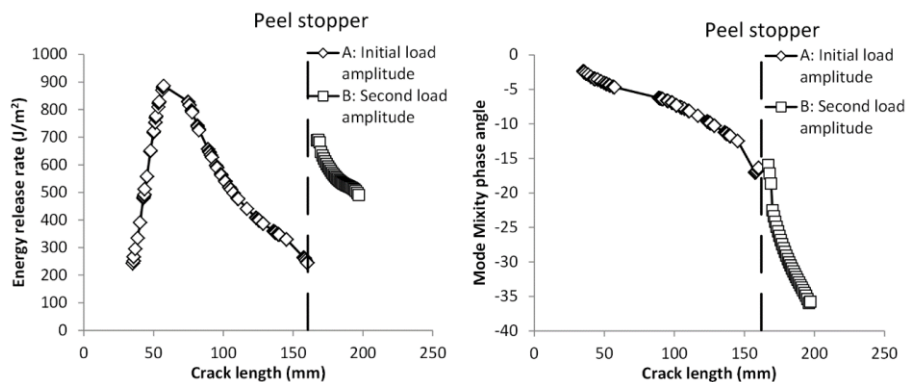 Peel stopper
1000
900
800
700
600
500
400
300
200
100
0
Energy release rate (J/m²)
0 50 100 150 200 250
Crack length (mm)
A: Initial load
amplitude
B: Second load
amplitude
Peel stopper
0
-5
-10
-15
-20
-25
-30
-35
-40
Mode Mixity phase angle
0 50 100 150 200 250
Crack length (mm)
A: Initial load
amplitude
B: Second load
amplitude